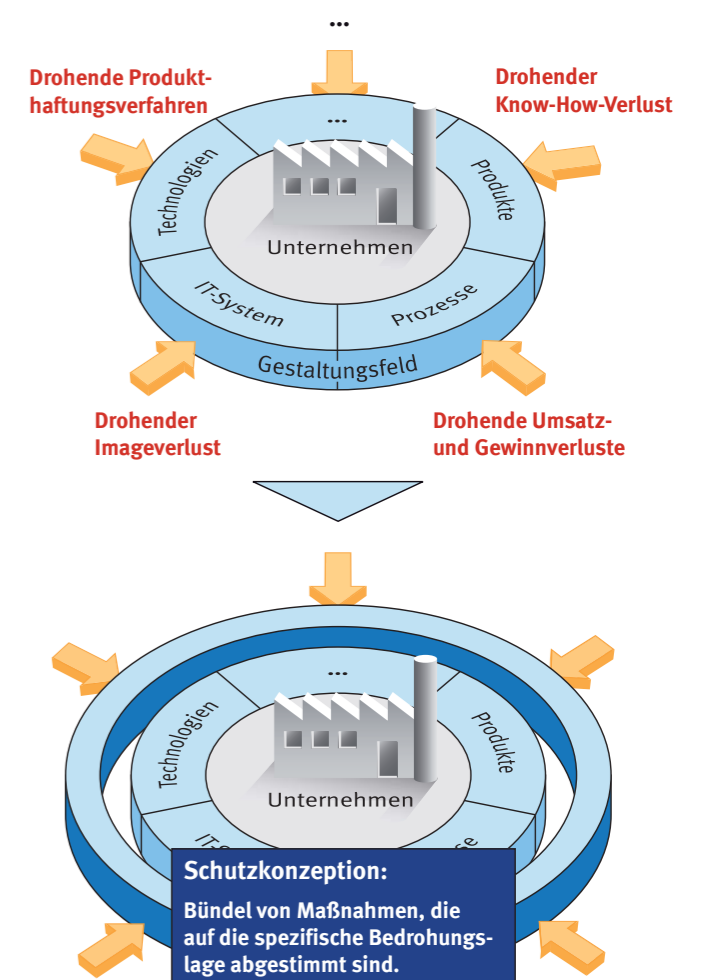 ...
Drohende Produkt-
haftungsverfahren
Drohender
Know-How-Verlust
...
Technologien
Produkte
Unternehmen
IT-System
Prozesse
Gestaltungsfeld
Drohender
Imageverlust
Drohende Umsatz-
und Gewinnverluste
...
Technologien
Produkte
Unternehmen
Schutzkonzeption:
Bündel von Maßnahmen, die
auf die spezifische Bedrohungs-
lage abgestimmt sind.